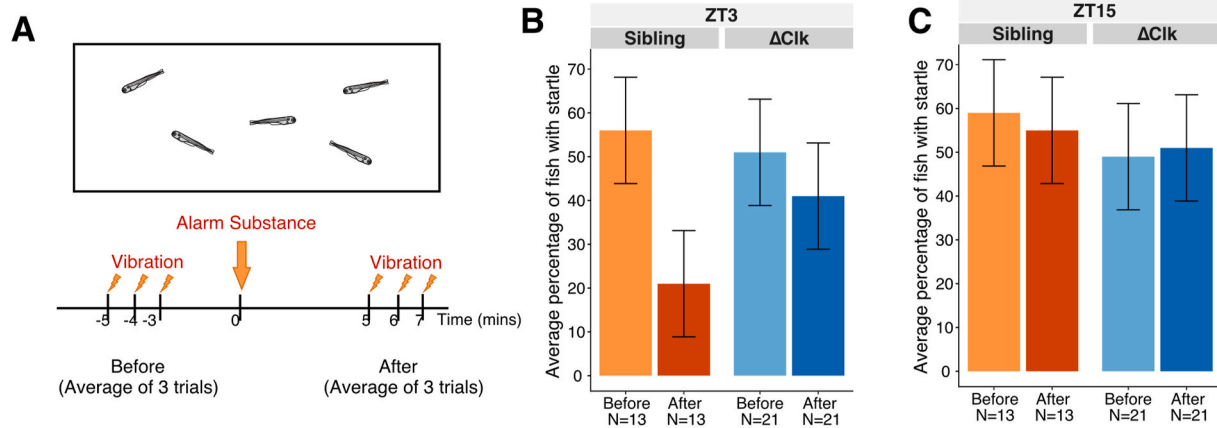 A
Alarm Substance
Vibration
Vibration
-5 -4 -3 0 5 6 7 Time (mins)
Before
(Average of 3 trials)
After
(Average of 3 trials)
B
ZT3
Sibling ΔClk
Average percentage of fish with startle
70
60
50
40
30
20
10
0
Before After Before After
N=13 N=13 N=21 N=21
C
ZT15
Sibling ΔClk
Average percentage of fish with startle
70
60
50
40
30
20
10
0
Before After Before After
N=13 N=13 N=21 N=21